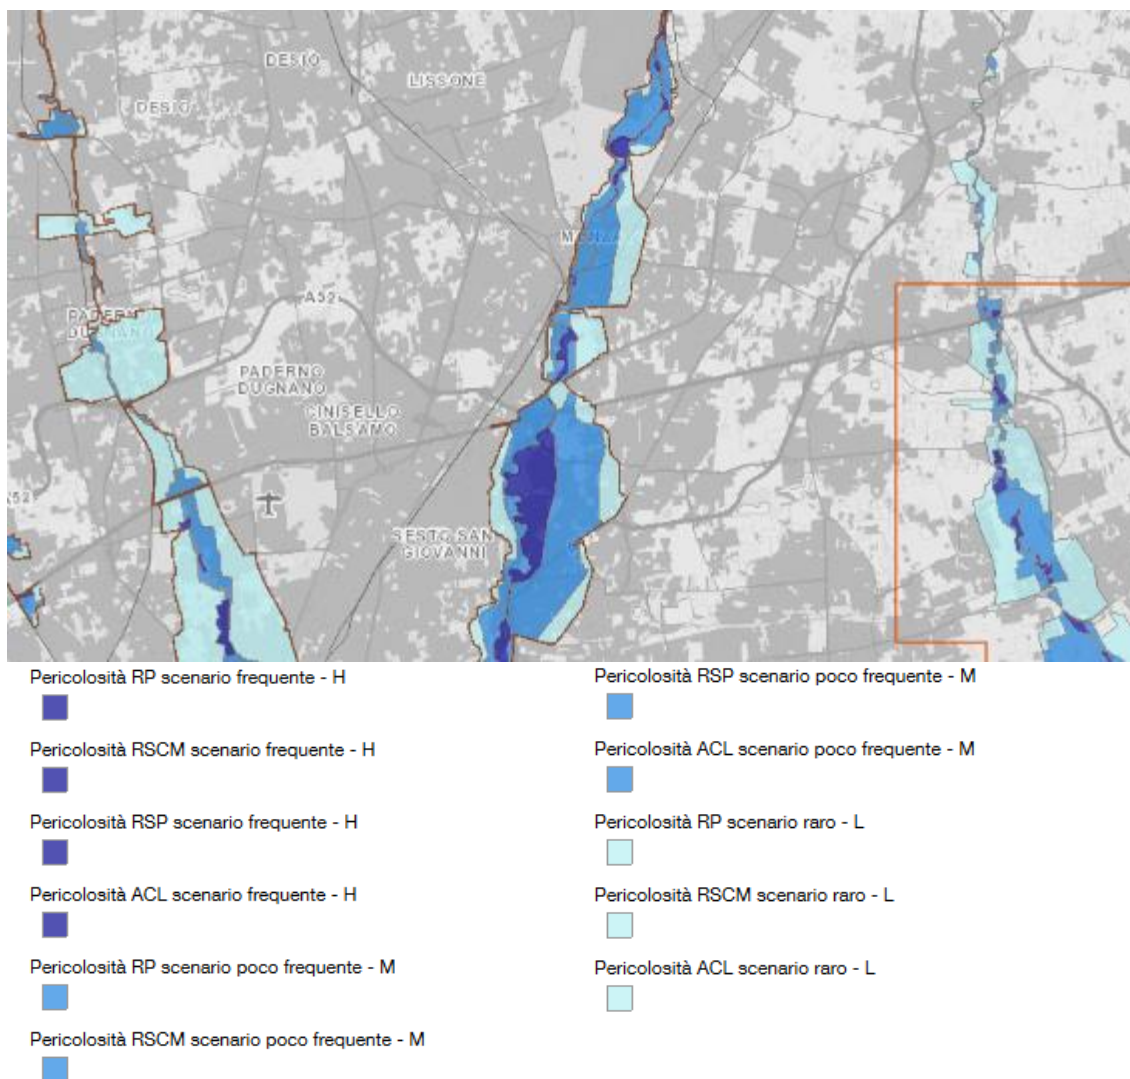 DESIO
LISSONE
DESIO
MONZA
A52
PADERNO
DUGNANO
PADERNO
DUGNANO
CINISELLO
BALSAMO
A52
SESTO SAN
GIOVANNI
Pericolosità RP scenario frequente - H
Pericolosità RSCM scenario frequente - H
Pericolosità RSP scenario frequente - H
Pericolosità ACL scenario frequente - H
Pericolosità RP scenario poco frequente - M
Pericolosità RSCM scenario poco frequente - M
Pericolosità RSP scenario poco frequente - M
Pericolosità ACL scenario poco frequente - M
Pericolosità RP scenario raro - L
Pericolosità RSCM scenario raro - L
Pericolosità ACL scenario raro - L